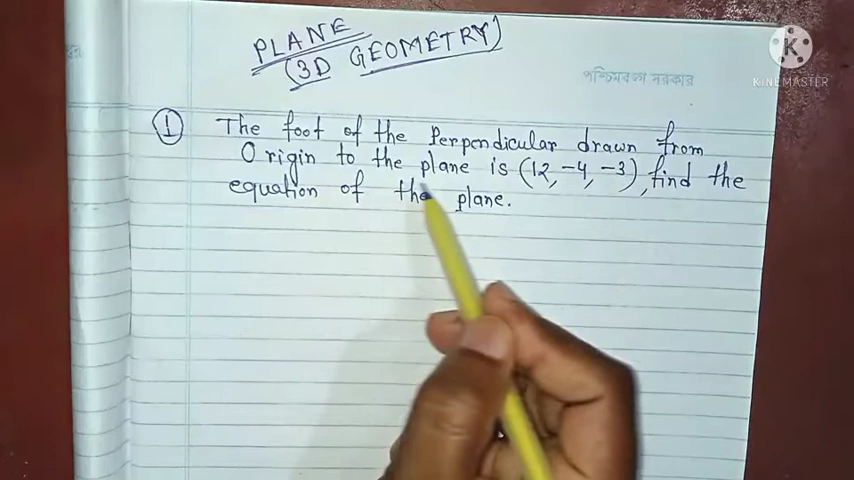 PLANE
(3D GEOMETRY)
পশ্চিমবঙ্গ সরকার
KINEMASTER
1 The foot of the Perpendicular drawn from
Origin to the plane is (12, -4, -3), find the
equation of the plane.